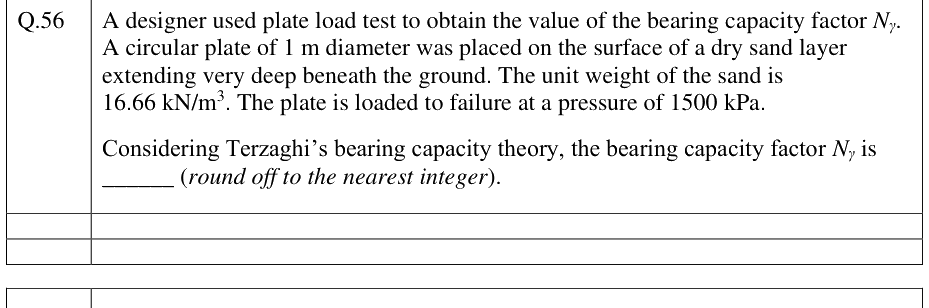 Q.56 A designer used plate load test to obtain the value of the bearing capacity factor Nγ.
A circular plate of 1 m diameter was placed on the surface of a dry sand layer
extending very deep beneath the ground. The unit weight of the sand is
16.66 kN/m³. The plate is loaded to failure at a pressure of 1500 kPa.
Considering Terzaghi’s bearing capacity theory, the bearing capacity factor Nγ is
______ (round off to the nearest integer).